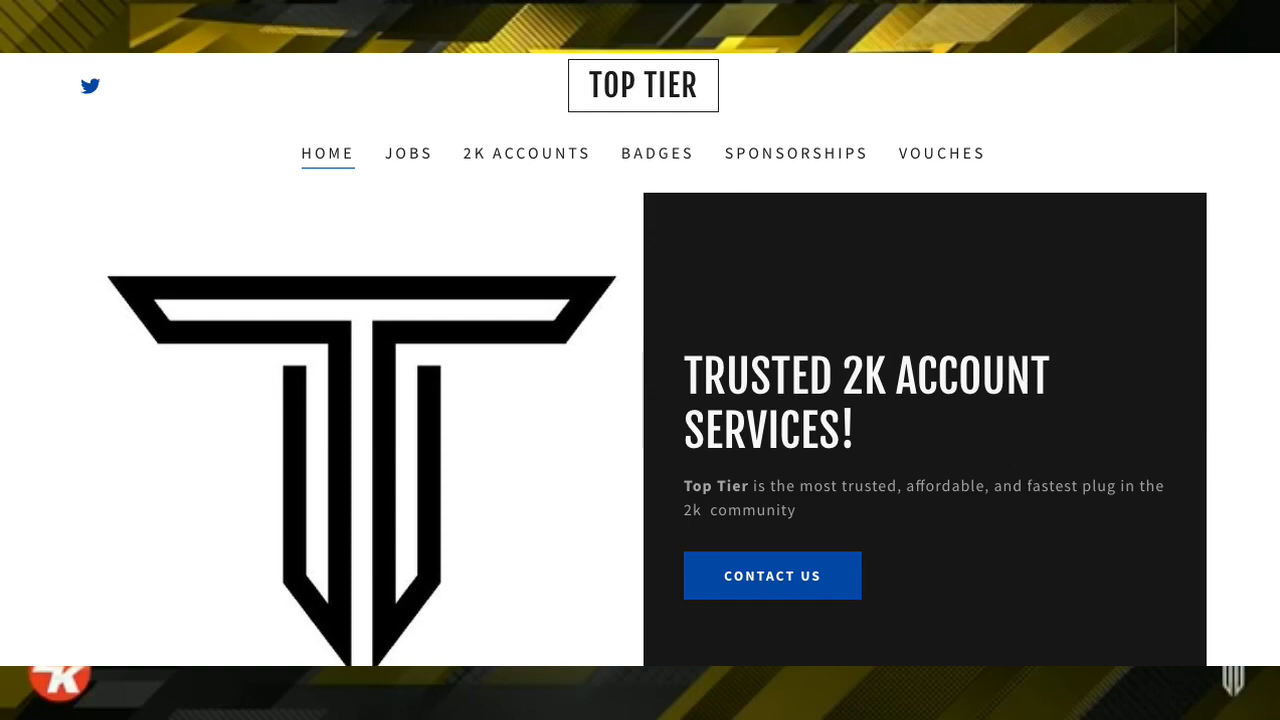 TOP TIER
HOME JOBS 2K ACCOUNTS BADGES SPONSORSHIPS VOUCHES
TRUSTED 2K ACCOUNT
SERVICES!
Top Tier is the most trusted, affordable, and fastest plug in the
2k community
CONTACT US
2K